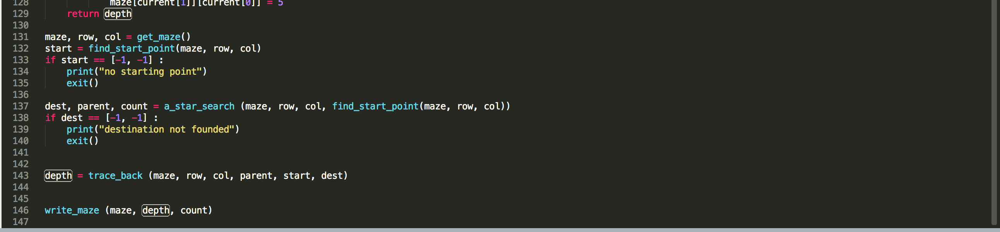 128             maze[current[1]][current[0]] = 5
129     return depth
130
131 maze, row, col = get_maze()
132 start = find_start_point(maze, row, col)
133 if start == [-1, -1] :
134     print("no starting point")
135     exit()
136
137 dest, parent, count = a_star_search (maze, row, col, find_start_point(maze, row, col))
138 if dest == [-1, -1] :
139     print("destination not founded")
140     exit()
141
142
143 depth = trace_back (maze, row, col, parent, start, dest)
144
145
146 write_maze (maze, depth, count)
147